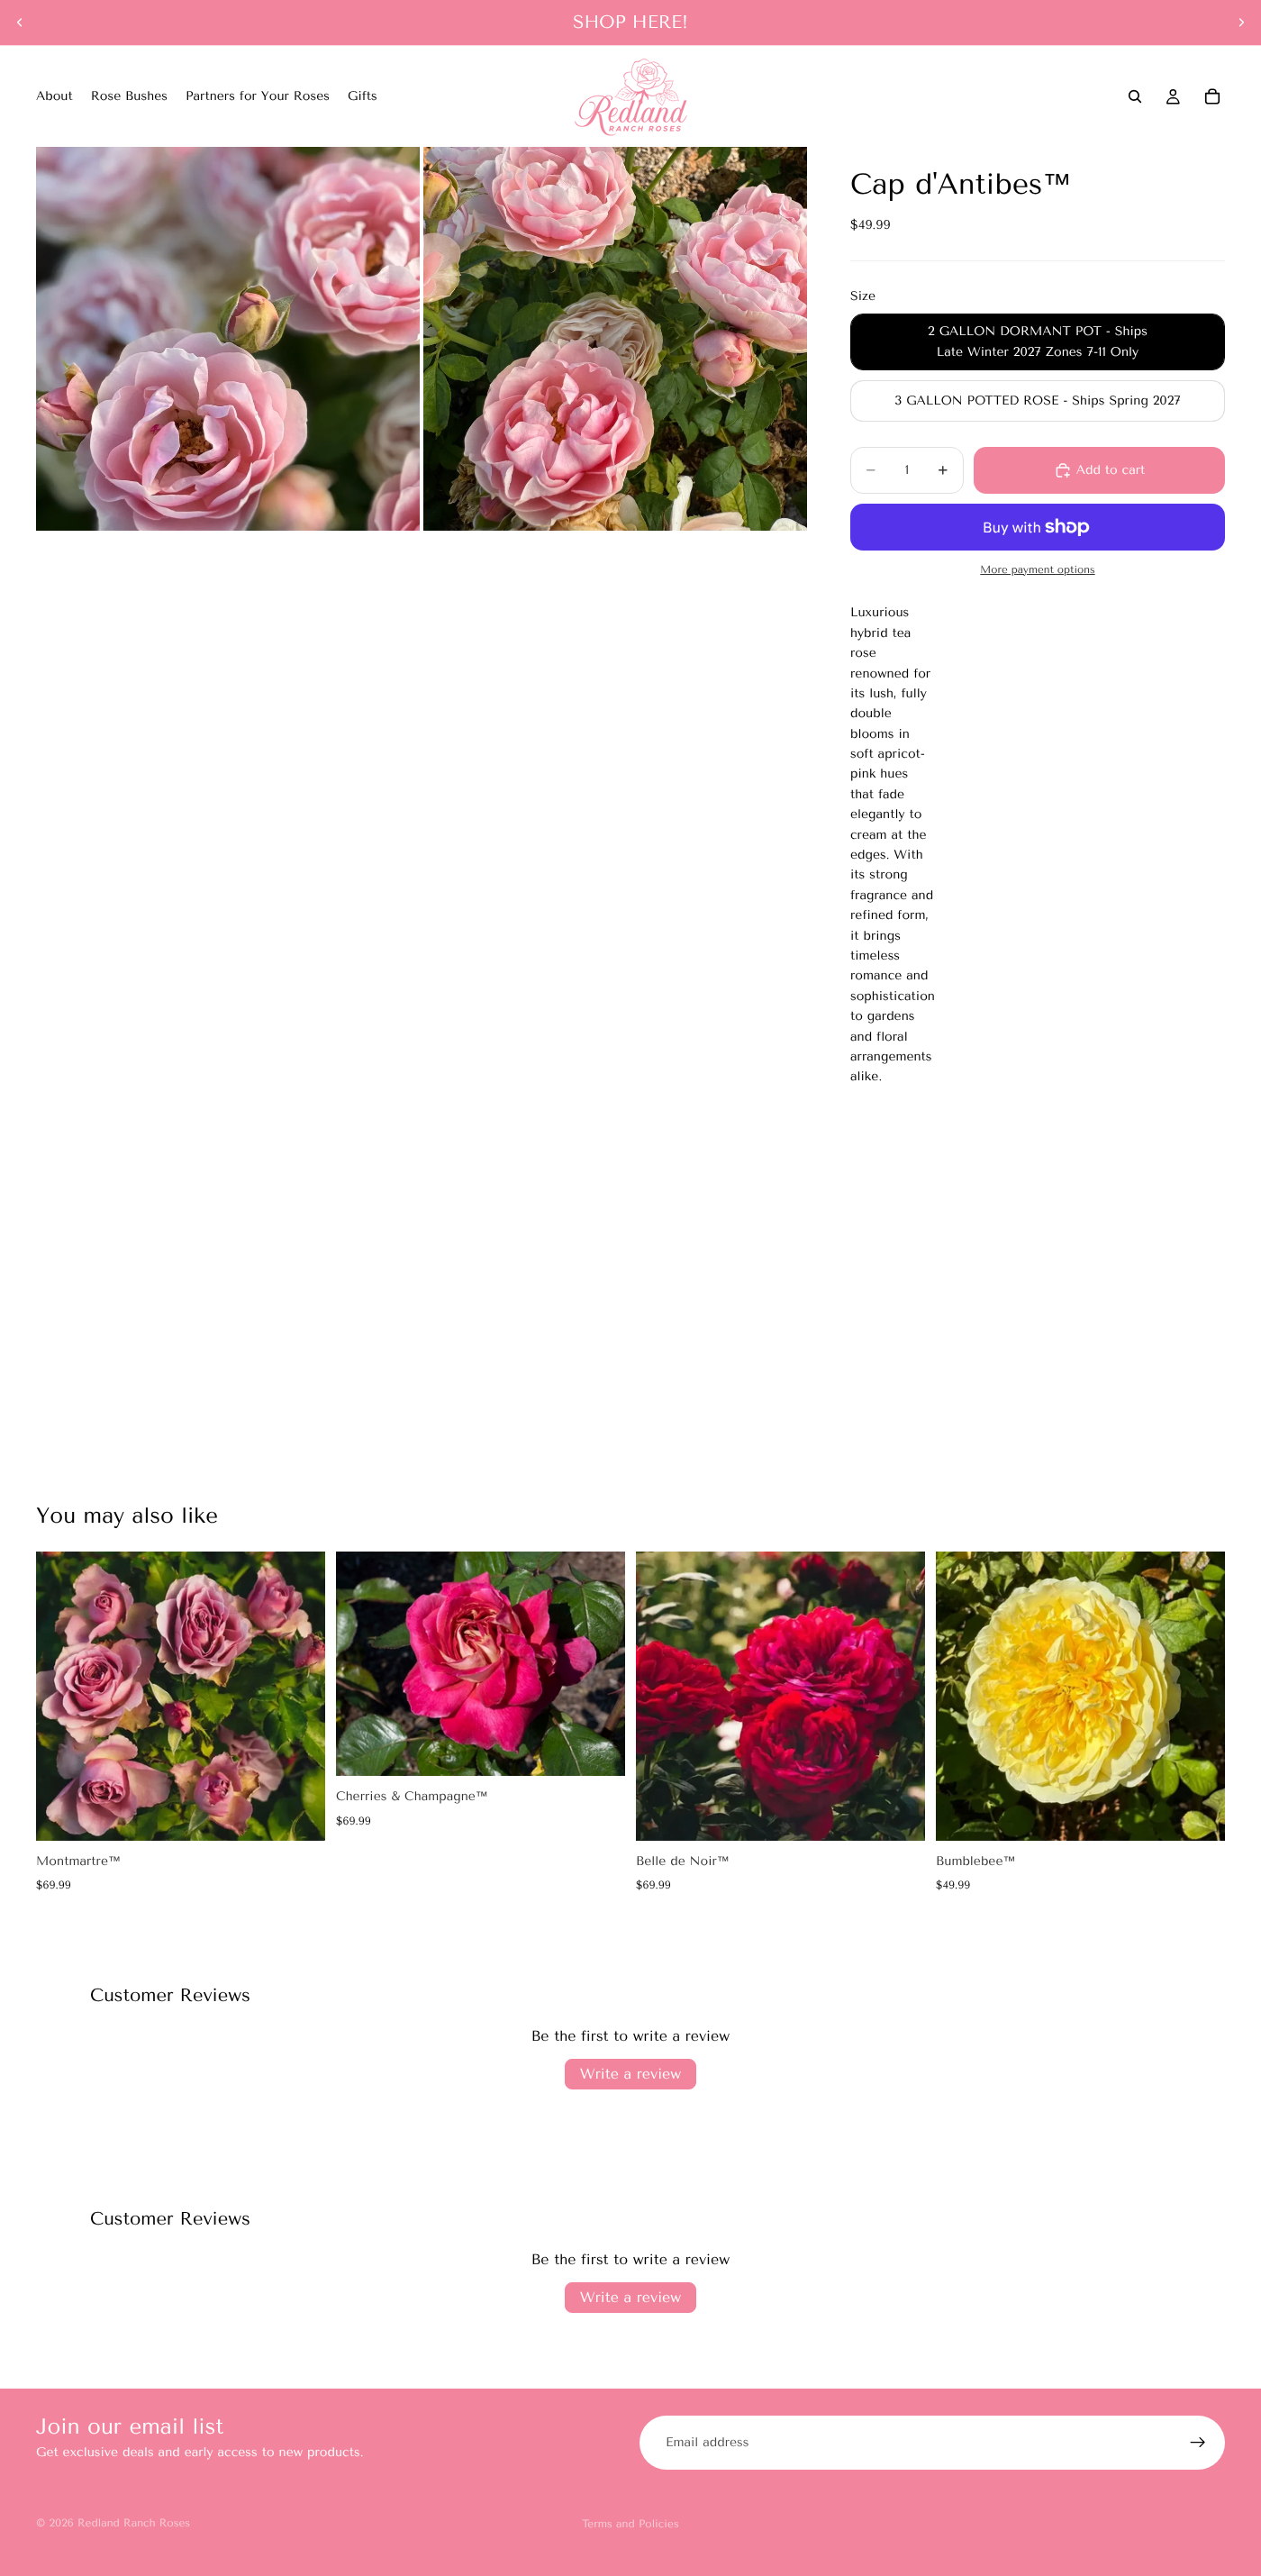 SHOP HERE!
About
Rose Bushes
Partners for Your Roses
Gifts
Redland
RANCH ROSES
Cap d'Antibes™
$49.99
Size
2 GALLON DORMANT POT - Ships
Late Winter 2027 Zones 7-11 Only
3 GALLON POTTED ROSE - Ships Spring 2027
1
Add to cart
Buy with shop
More payment options
Luxurious
hybrid tea
rose
renowned for
its lush, fully
double
blooms in
soft apricot-
pink hues
that fade
elegantly to
cream at the
edges. With
its strong
fragrance and
refined form,
it brings
timeless
romance and
sophistication
to gardens
and floral
arrangements
alike.
You may also like
Montmartre™
$69.99
Cherries & Champagne™
$69.99
Belle de Noir™
$69.99
Bumblebee™
$49.99
Customer Reviews
Be the first to write a review
Write a review
Customer Reviews
Be the first to write a review
Write a review
Join our email list
Get exclusive deals and early access to new products.
Email address
© 2026 Redland Ranch Roses
Terms and Policies